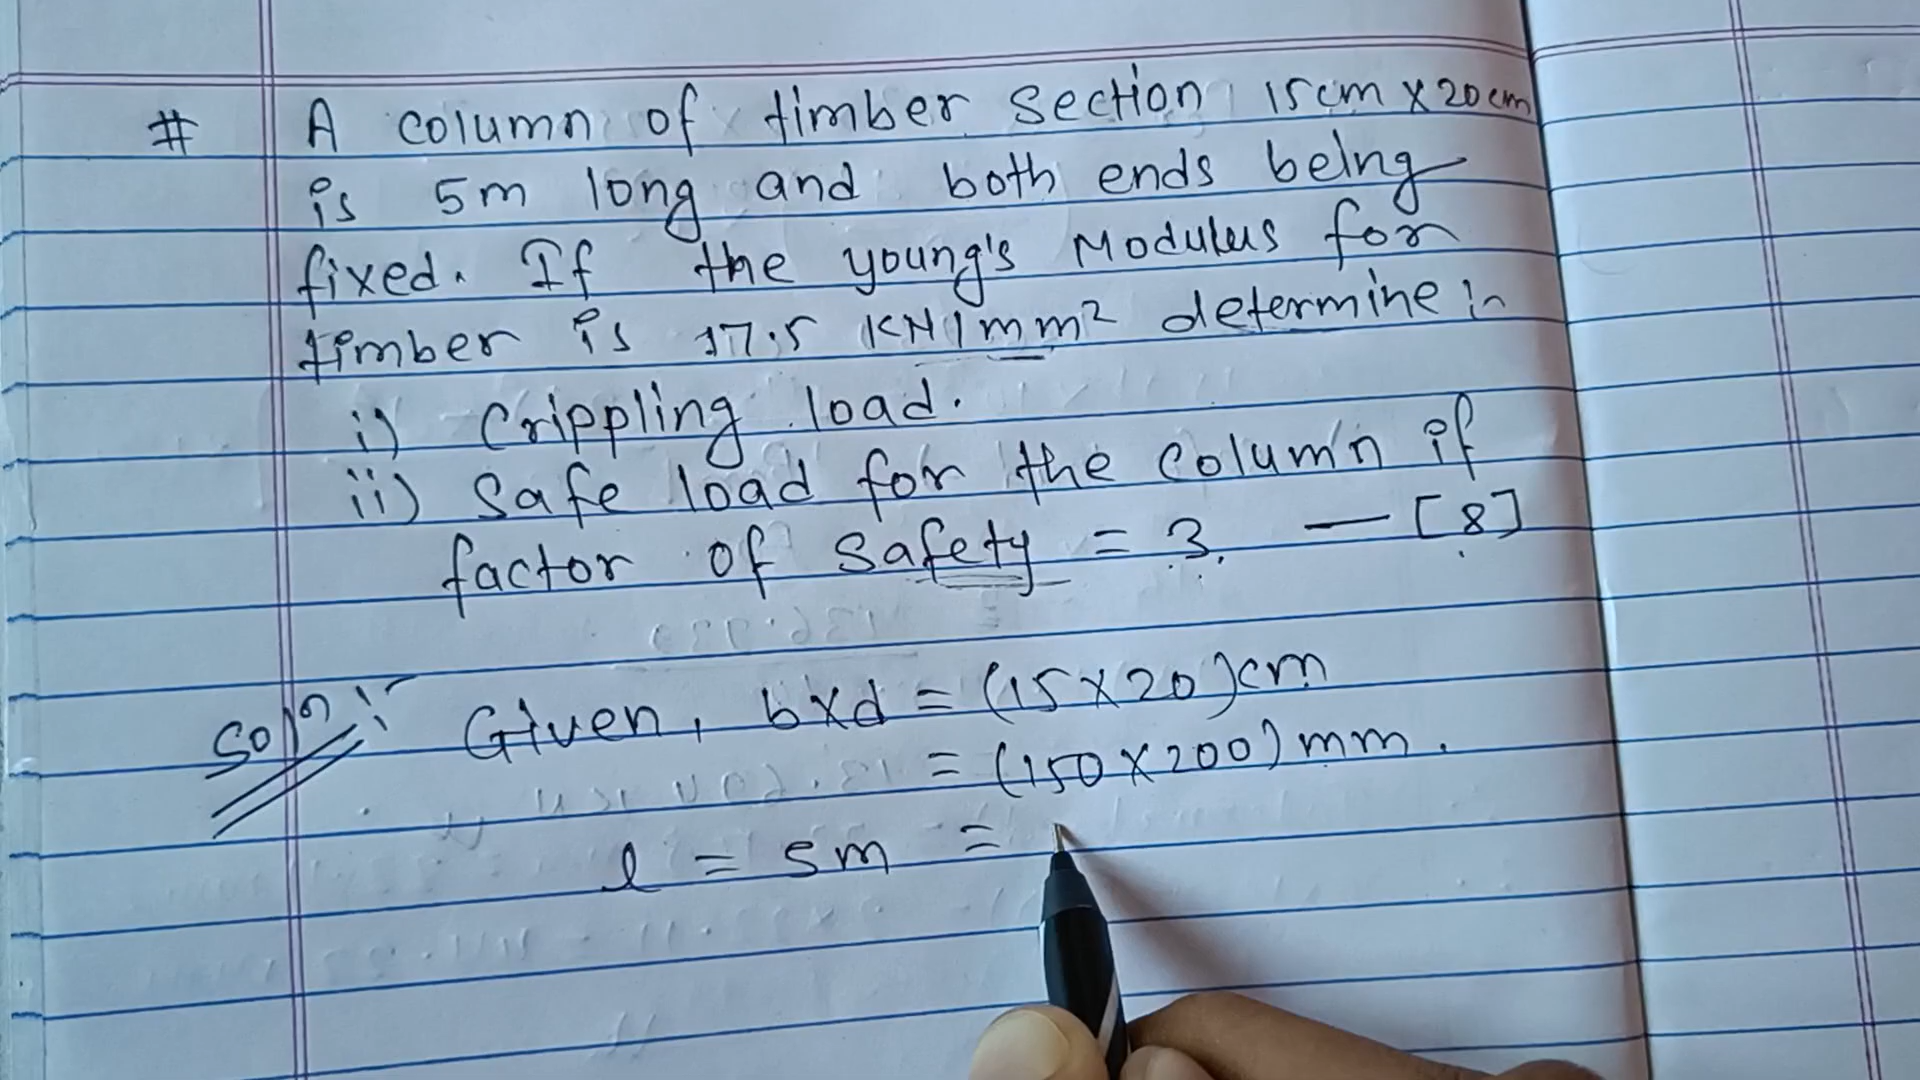 # A column of timber section 15cm x 20cm
is 5m long and both ends being
fixed. If the young's Modulus for
timber is 17.5 KN/mm² determine in
i) Crippling load.
ii) Safe load for the column if
factor of safety = 3. — [8]
Soln:- Given, bxd = (15x20)cm
= (150x200)mm.
l = 5m =